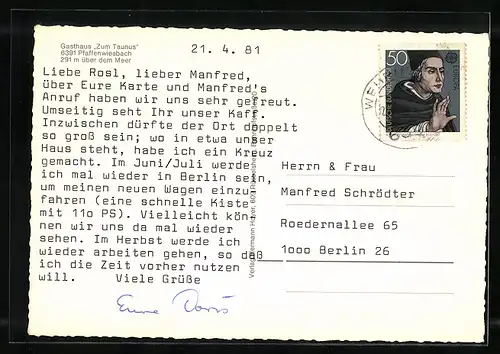 Gasthaus „Zum Taunus"
6391 Pfaffenwiesbach
291 m über dem Meer
21. 4. 81
Liebe Rosl, lieber Manfred,
über Eure Karte und Manfred's
Anruf haben wir uns sehr gefreut.
Umseitig seht Ihr unser Kaff.
Inzwischen dürfte der Ort doppelt
so groß sein; wo in etwa unser
Haus steht, habe ich ein Kreuz
gemacht. Im Juni/Juli werde
ich mal wieder in Berlin sein,
um meinen neuen Wagen einzu-
fahren (eine schnelle Kiste
mit 11o PS). Vielleicht kön-
nen wir uns da mal wieder
sehen. Im Herbst werde ich
wieder arbeiten gehen, so daß
ich die Zeit vorher nutzen
will. Viele Grüße
Eure Doris
Verlag Hermann
50
EUROPA
WEHR
Herrn & Frau
Manfred Schrödter
Roedernallee 65
1000 Berlin 26